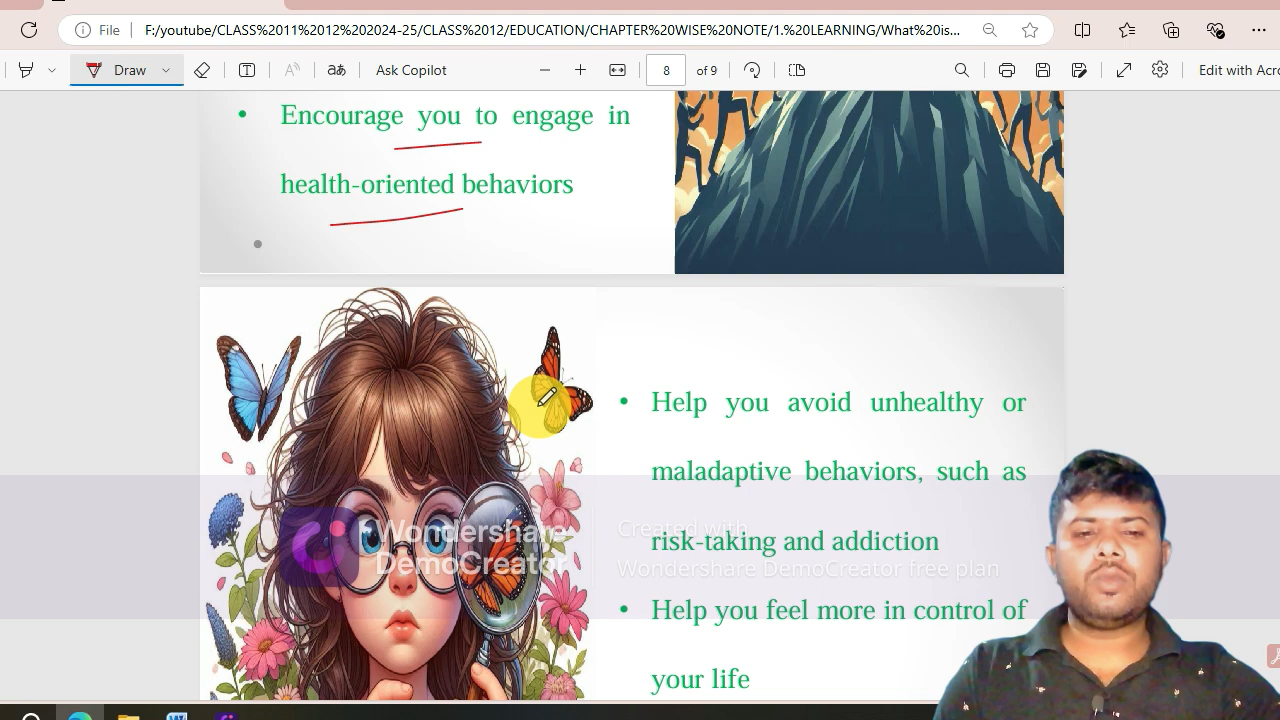 File
F:/youtube/CLASS%2011%2012%202024-25/CLASS%2012/EDUCATION/CHAPTER%20WISE%20NOTE/1.%20LEARNING/What%20is...
Draw
Ask Copilot
8
of 9
Edit with Acro
• Encourage you to engage in
health-oriented behaviors
•
• Help you avoid unhealthy or
maladaptive behaviors, such as
risk-taking and addiction
• Help you feel more in control of
your life
Wondershare
DemoCreator
Created with
Wondershare DemoCreator free plan